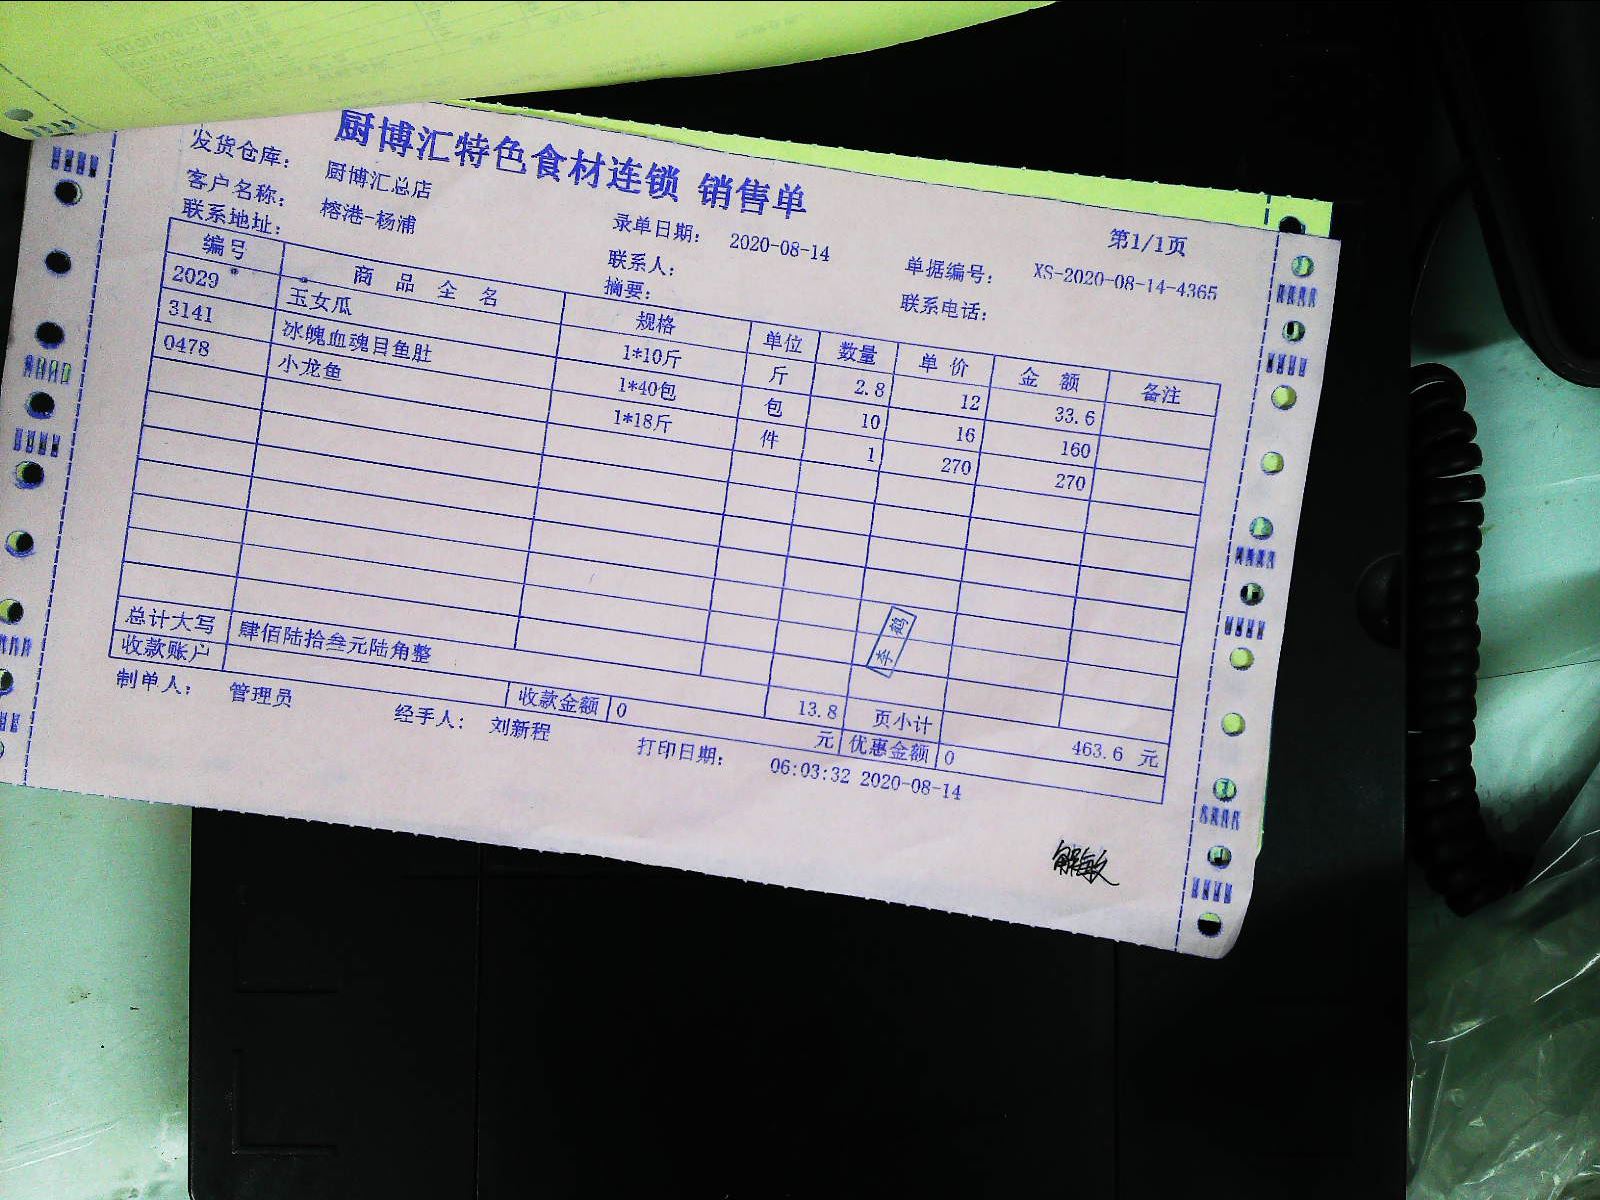 厨博汇特色食材连锁 销售单
发货仓库： 厨博汇总店 录单日期： 2020-08-14 第1/1页
客户名称： 榕港-杨浦 联系人： 单据编号： XS-2020-08-14-4365
联系地址： 摘要： 联系电话：
编号 商品全名 规格 单位 数量 单价 金额 备注
2029 玉女瓜 1*10斤 斤 2.8 12 33.6
3141 冰魄血魂目鱼肚 1*40包 包 10 16 160
0478 小龙鱼 1*18斤 件 1 270 270
李鹤
总计大写 肆佰陆拾叁元陆角整 13.8 页小计 463.6 元
收款账户 收款金额 0 元 优惠金额 0
制单人： 管理员 经手人： 刘新程 打印日期： 06:03:32 2020-08-14
解敏